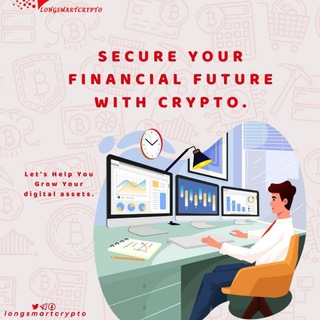 LONGSMARTCRYPTO
SECURE YOUR
FINANCIAL FUTURE
WITH CRYPTO.
Let's Help You
Grow Your
digital assets.
longsmartcrypto